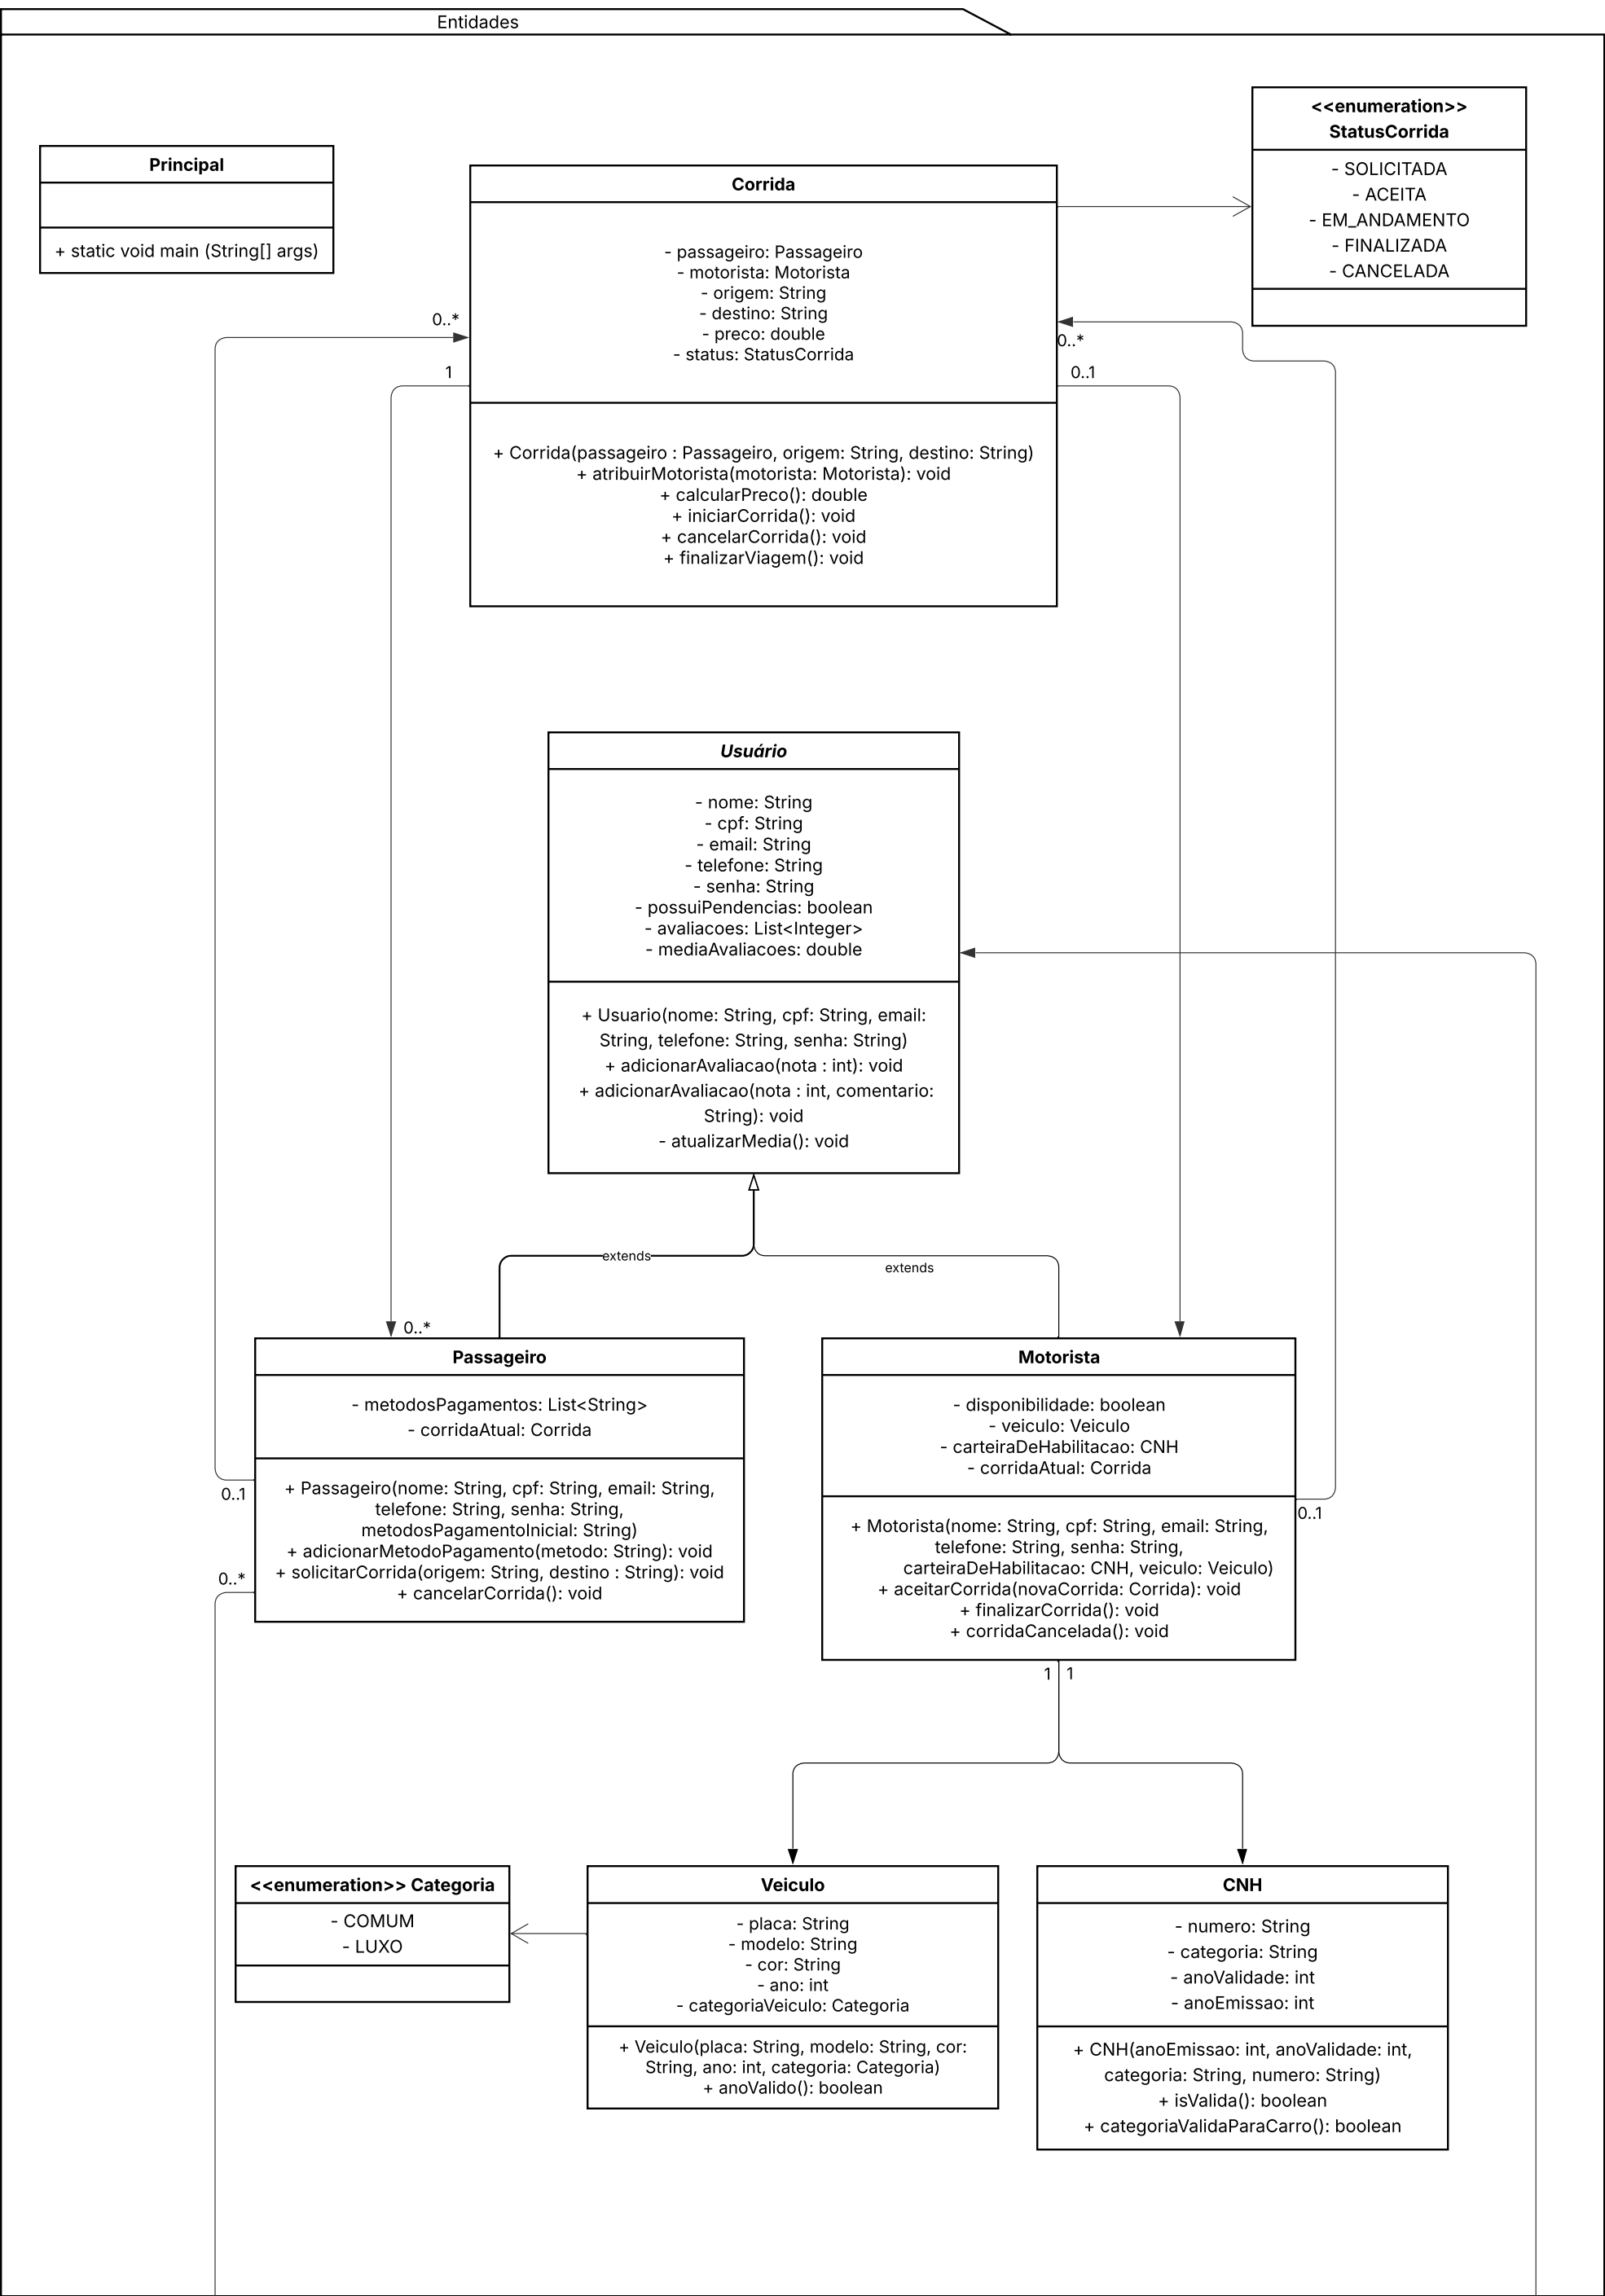 Entidades
<<enumeration>>
StatusCorrida
- SOLICITADA
- ACEITA
- EM_ANDAMENTO
- FINALIZADA
- CANCELADA
Principal
+ static void main (String[] args)
Corrida
- passageiro: Passageiro
- motorista: Motorista
- origem: String
- destino: String
- preco: double
- status: StatusCorrida
+ Corrida(passageiro : Passageiro, origem: String, destino: String)
+ atribuirMotorista(motorista: Motorista): void
+ calcularPreco(): double
+ iniciarCorrida(): void
+ cancelarCorrida(): void
+ finalizarViagem(): void
0..*
1
0..*
0..1
Usuário
- nome: String
- cpf: String
- email: String
- telefone: String
- senha: String
- possuiPendencias: boolean
- avaliacoes: List<Integer>
- mediaAvaliacoes: double
+ Usuario(nome: String, cpf: String, email:
String, telefone: String, senha: String)
+ adicionarAvaliacao(nota : int): void
+ adicionarAvaliacao(nota : int, comentario:
String): void
- atualizarMedia(): void
extends
extends
0..*
Passageiro
- metodosPagamentos: List<String>
- corridaAtual: Corrida
+ Passageiro(nome: String, cpf: String, email: String,
telefone: String, senha: String,
metodosPagamentoInicial: String)
+ adicionarMetodoPagamento(metodo: String): void
+ solicitarCorrida(origem: String, destino : String): void
+ cancelarCorrida(): void
0..1
0..*
Motorista
- disponibilidade: boolean
- veiculo: Veiculo
- carteiraDeHabilitacao: CNH
- corridaAtual: Corrida
+ Motorista(nome: String, cpf: String, email: String,
telefone: String, senha: String,
carteiraDeHabilitacao: CNH, veiculo: Veiculo)
+ aceitarCorrida(novaCorrida: Corrida): void
+ finalizarCorrida(): void
+ corridaCancelada(): void
0..1
1
1
<<enumeration>> Categoria
- COMUM
- LUXO
Veiculo
- placa: String
- modelo: String
- cor: String
- ano: int
- categoriaVeiculo: Categoria
+ Veiculo(placa: String, modelo: String, cor:
String, ano: int, categoria: Categoria)
+ anoValido(): boolean
CNH
- numero: String
- categoria: String
- anoValidade: int
- anoEmissao: int
+ CNH(anoEmissao: int, anoValidade: int,
categoria: String, numero: String)
+ isValida(): boolean
+ categoriaValidaParaCarro(): boolean